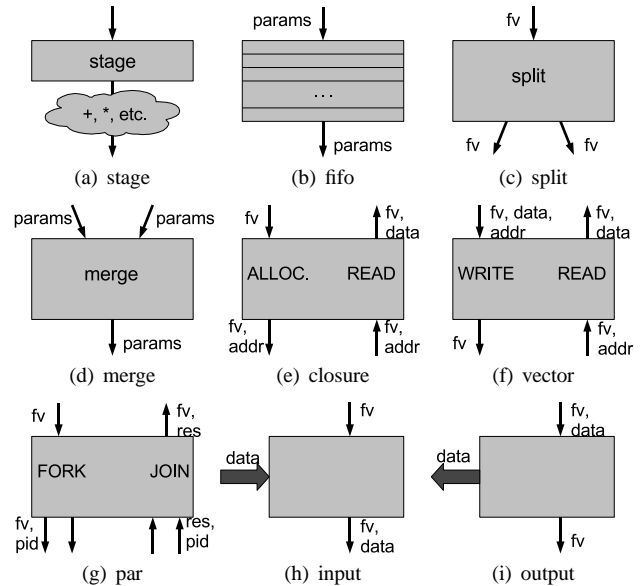 stage
+, *, etc.
(a) stage
params
...
params
(b) fifo
fv
split
fv fv
(c) split
params params
merge
params
(d) merge
fv fv,
data
ALLOC. READ
fv,
addr
fv,
addr
(e) closure
fv, data,
addr
fv,
data
WRITE READ
fv fv,
addr
(f) vector
fv fv,
res
FORK JOIN
fv,
pid
res,
pid
(g) par
fv
data
fv,
data
(h) input
fv,
data
data
fv
(i) output